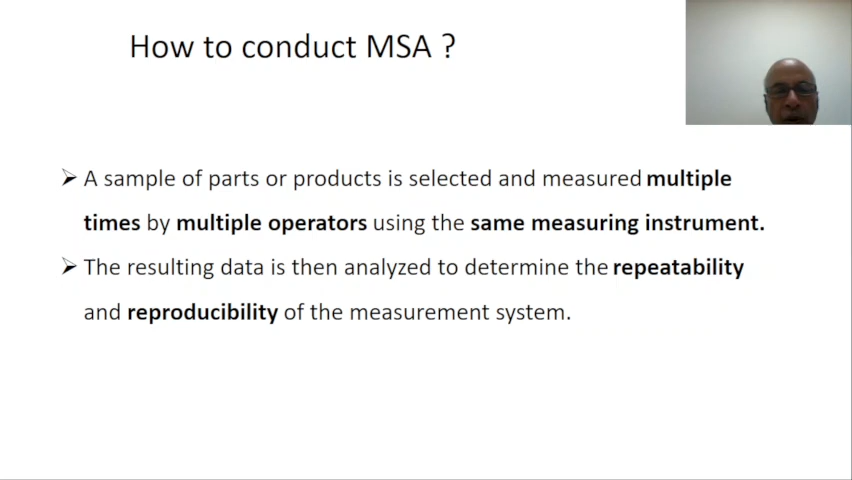 How to conduct MSA ?
➢ A sample of parts or products is selected and measured multiple
times by multiple operators using the same measuring instrument.
➢ The resulting data is then analyzed to determine the repeatability
and reproducibility of the measurement system.